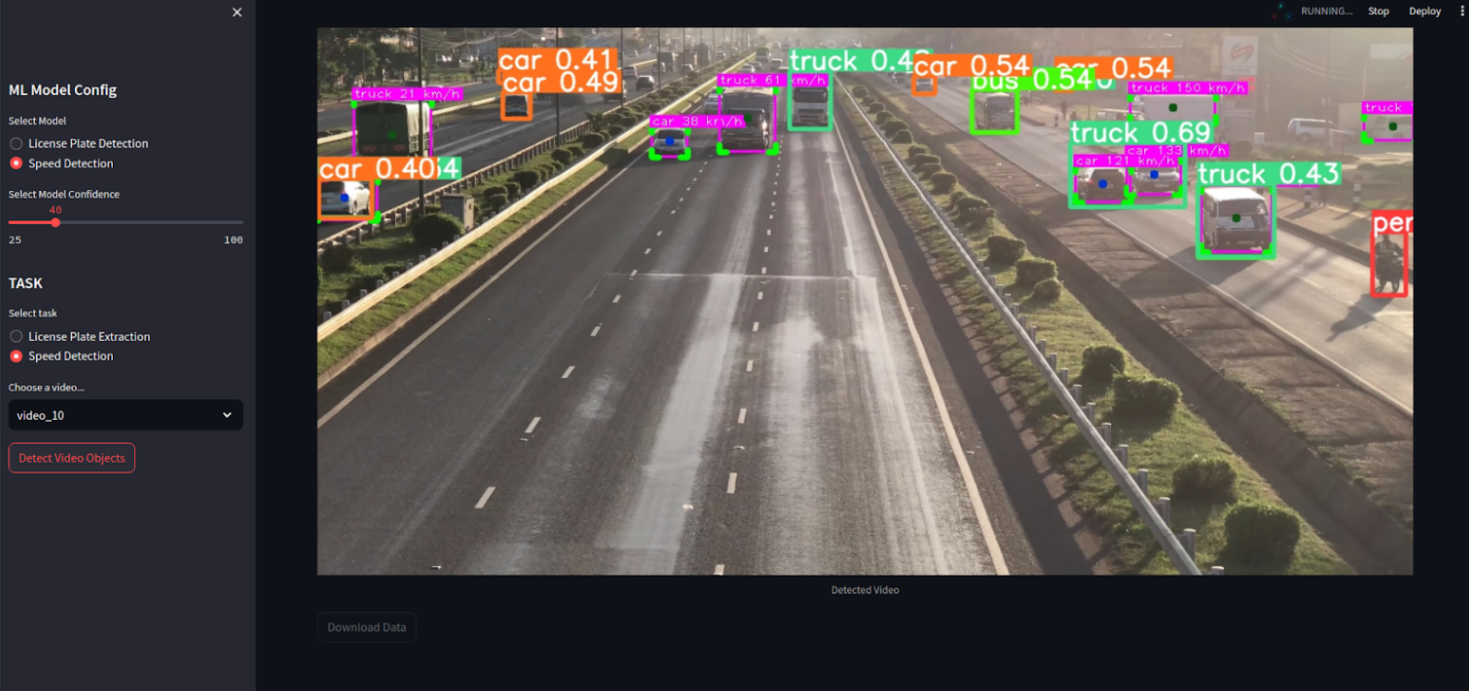 RUNNING...
Stop
Deploy
ML Model Config
Select Model
License Plate Detection
Speed Detection
Select Model Confidence
40
25
100
TASK
Select task
License Plate Extraction
Speed Detection
Choose a video...
video_10
Detect Video Objects
car 0.41
car 0.49
truck 21 km/h
car 0.40
truck 61 km/h
car 38 km/h
truck 0.4
car 0.54
0.54
bus 0.54
truck 150 km/h
truck
truck 0.69
car 133 km/h
car 121 km/h
truck 0.43
per
Detected Video
Download Data